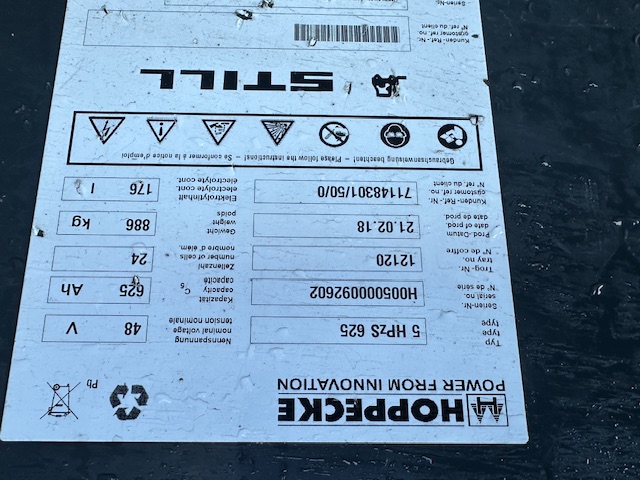 HOPPECKE
POWER FROM INNOVATION
Pb
Typ
type
type
5 HPzS 625
Nennspannung
nominal voltage
tension nominale
48 V
Serien-Nr.
serial no.
N° de série
H005000092602
Kapazität
capacity C5
capacité
625 Ah
Trog-Nr.
tray no.
N° de coffre
12120
Zellenzahl
number of cells
nombre d'élém.
24
Prod-Datum
date of prod.
date de prod
21.02.18
Gewicht
weight
poids
886 kg
Kunden-Ref.-Nr.
customer ref. no.
N° ref. du client
71148301/50/0
Elektrolytinhalt
electrolyte cont.
électrolyte cont.
176 l
Gebrauchsanweisung beachten! – Please follow the instructions! – Se conformer à la notice d'emploi
STILL
Kunden-Ref.-Nr.
customer ref. no.
N° ref. du client
Serien-Nr.